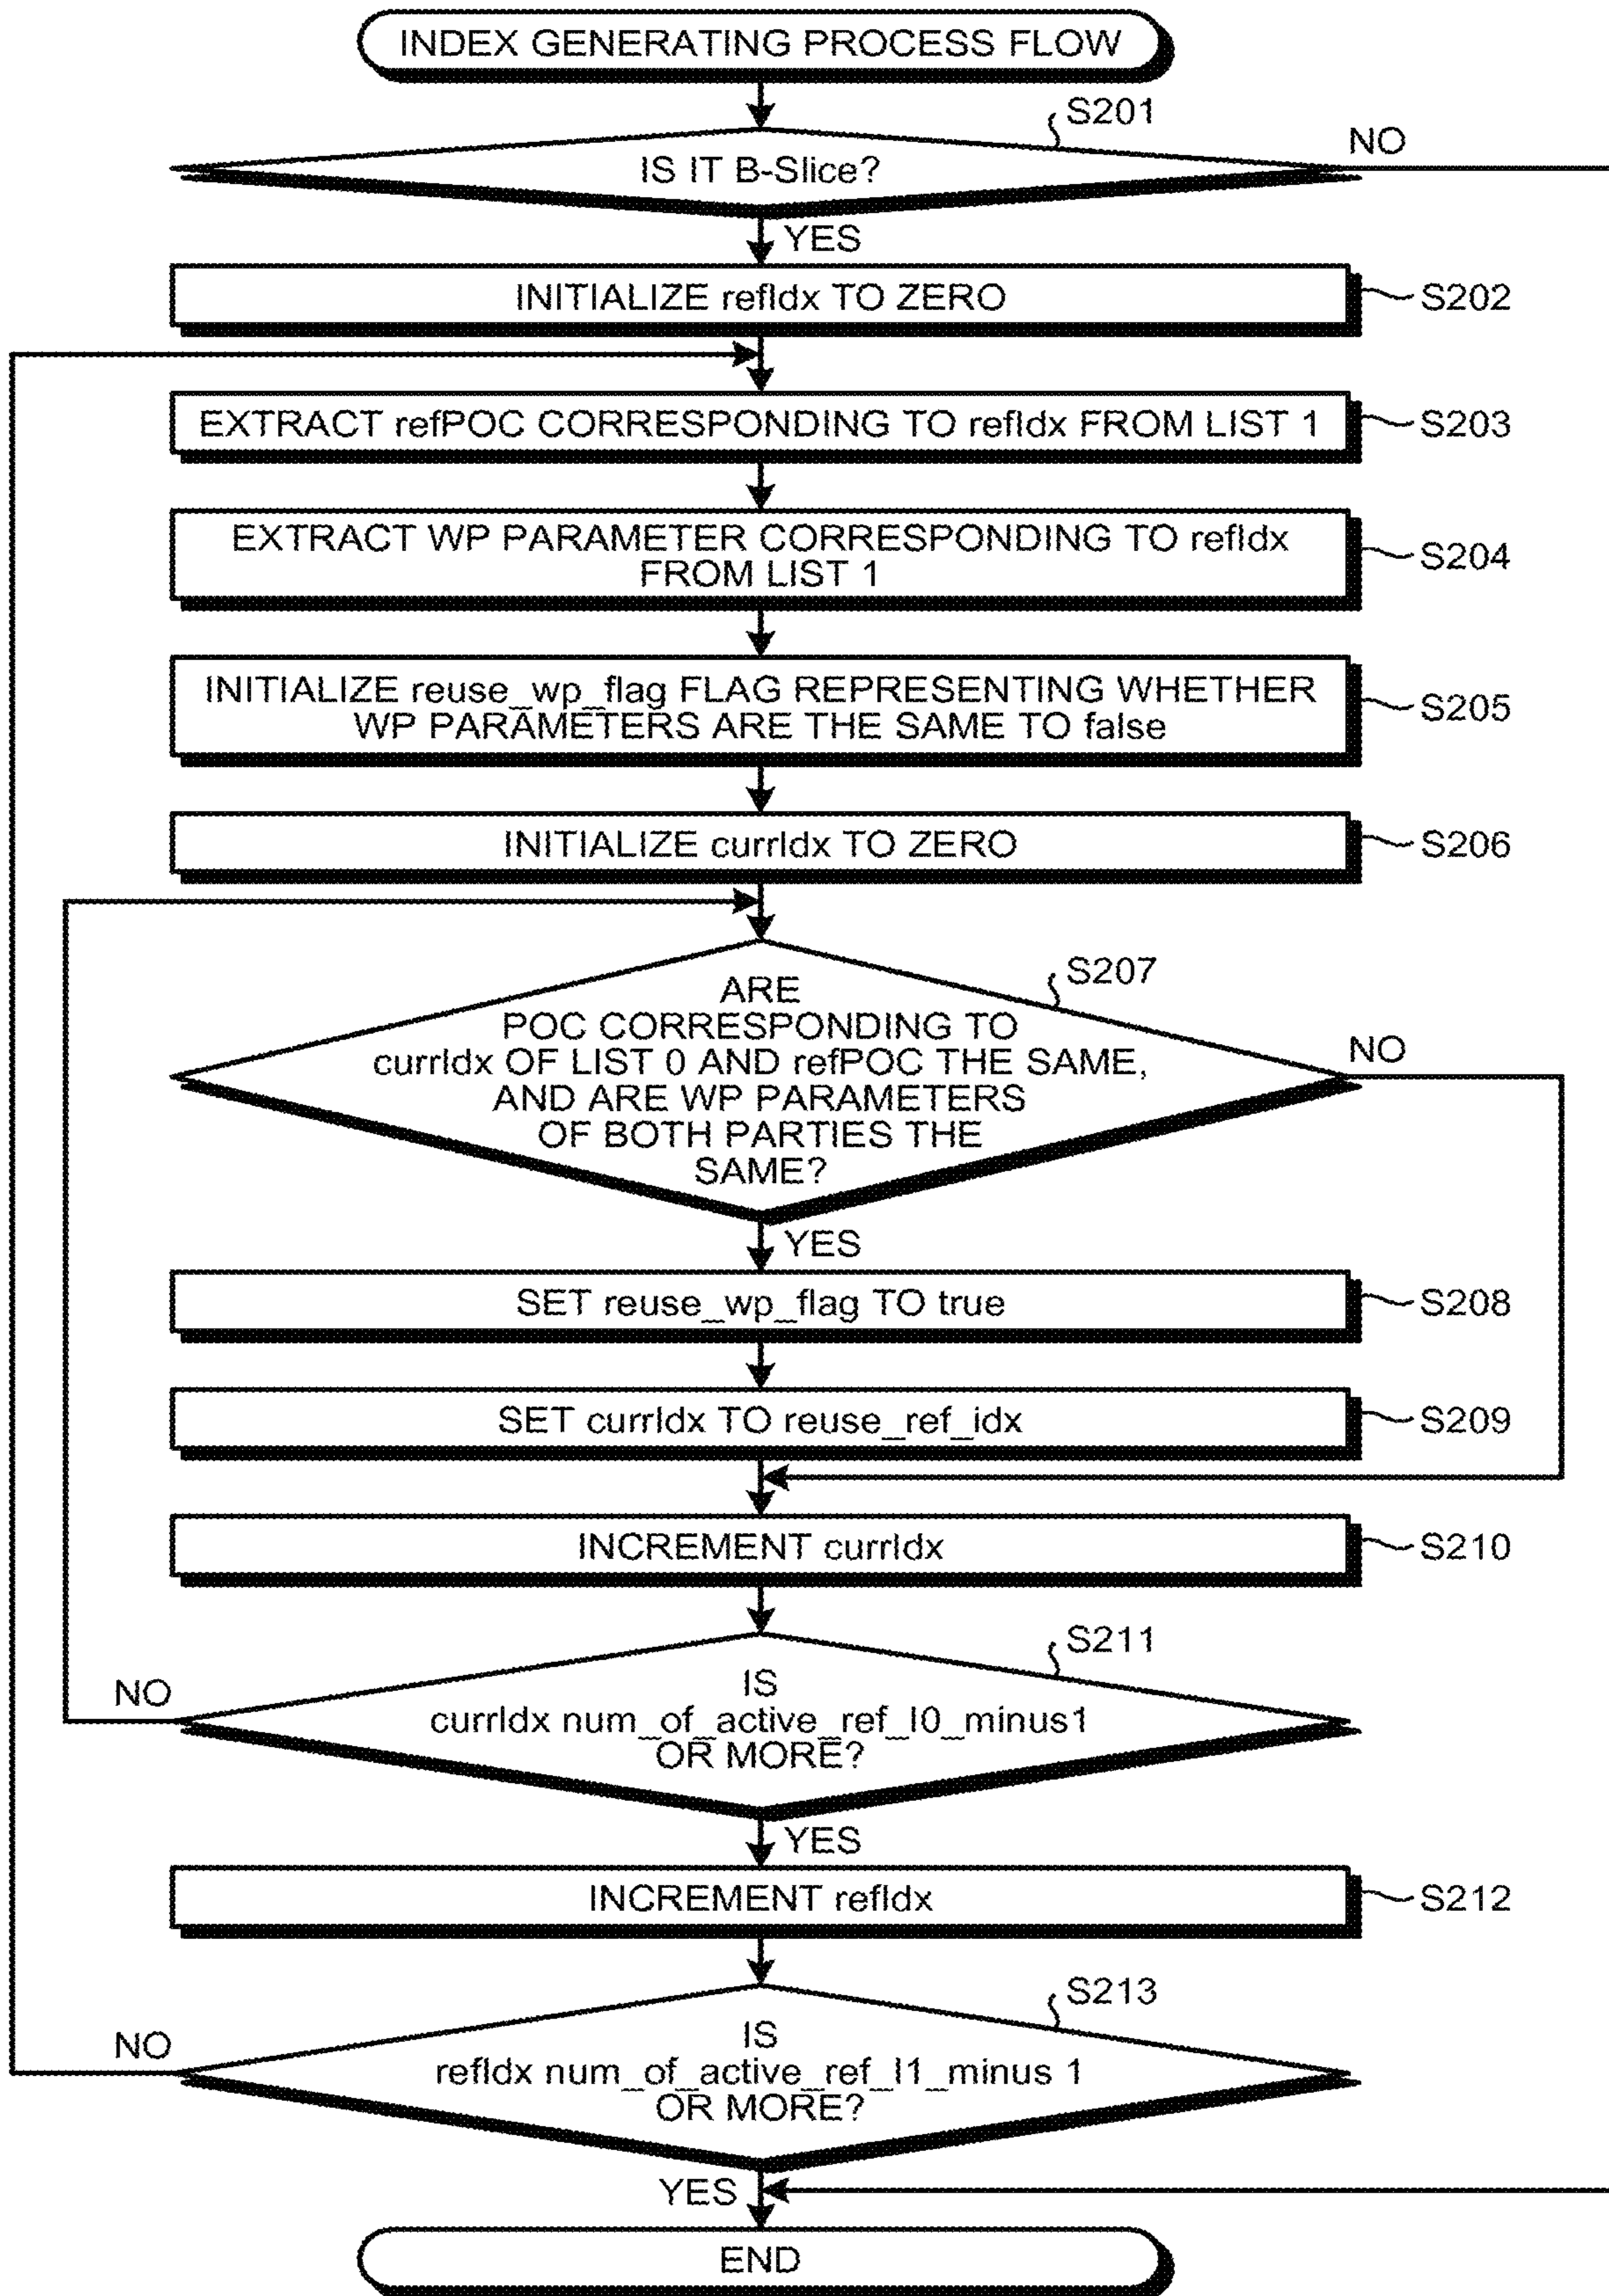 INDEX GENERATING PROCESS FLOW
S201
NO
IS IT B-Slice?
YES
INITIALIZE refIdx TO ZERO
S202
EXTRACT refPOC CORRESPONDING TO refIdx FROM LIST 1
S203
EXTRACT WP PARAMETER CORRESPONDING TO refIdx
FROM LIST 1
S204
INITIALIZE reuse_wp_flag FLAG REPRESENTING WHETHER
WP PARAMETERS ARE THE SAME TO false
S205
INITIALIZE currIdx TO ZERO
S206
S207
ARE
POC CORRESPONDING TO
currIdx OF LIST 0 AND refPOC THE SAME,
AND ARE WP PARAMETERS
OF BOTH PARTIES THE
SAME?
NO
YES
SET reuse_wp_flag TO true
S208
SET currIdx TO reuse_ref_idx
S209
INCREMENT currIdx
S210
S211
NO
IS
currIdx num_of_active_ref_l0_minus1
OR MORE?
YES
INCREMENT refIdx
S212
S213
NO
IS
refIdx num_of_active_ref_l1_minus 1
OR MORE?
YES
END